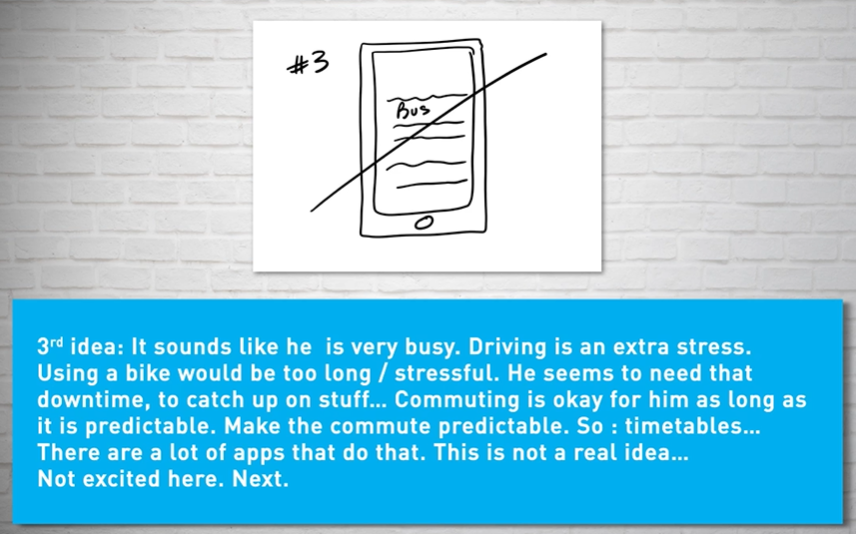 #3
Bus
3rd idea: It sounds like he is very busy. Driving is an extra stress.
Using a bike would be too long / stressful. He seems to need that
downtime, to catch up on stuff... Commuting is okay for him as long as
it is predictable. Make the commute predictable. So : timetables...
There are a lot of apps that do that. This is not a real idea...
Not excited here. Next.